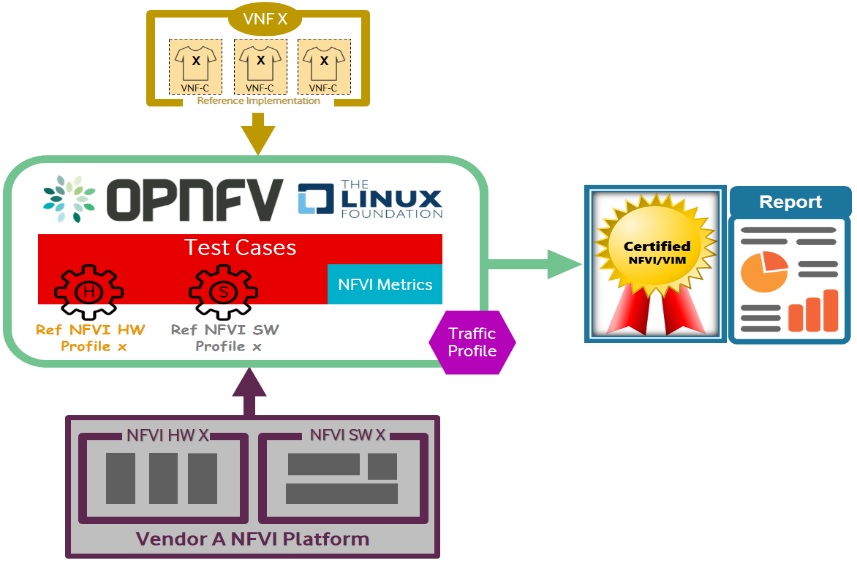 VNF X
X X X
VNF-C VNF-C VNF-C
Reference Implementation
OPNFV
THE
LINUX
FOUNDATION
Test Cases
NFVI Metrics
H
S
Ref NFVI HW
Profile x
Ref NFVI SW
Profile x
Traffic
Profile
Certified
NFVI/VIM
Report
NFVI HW X
NFVI SW X
Vendor A NFVI Platform